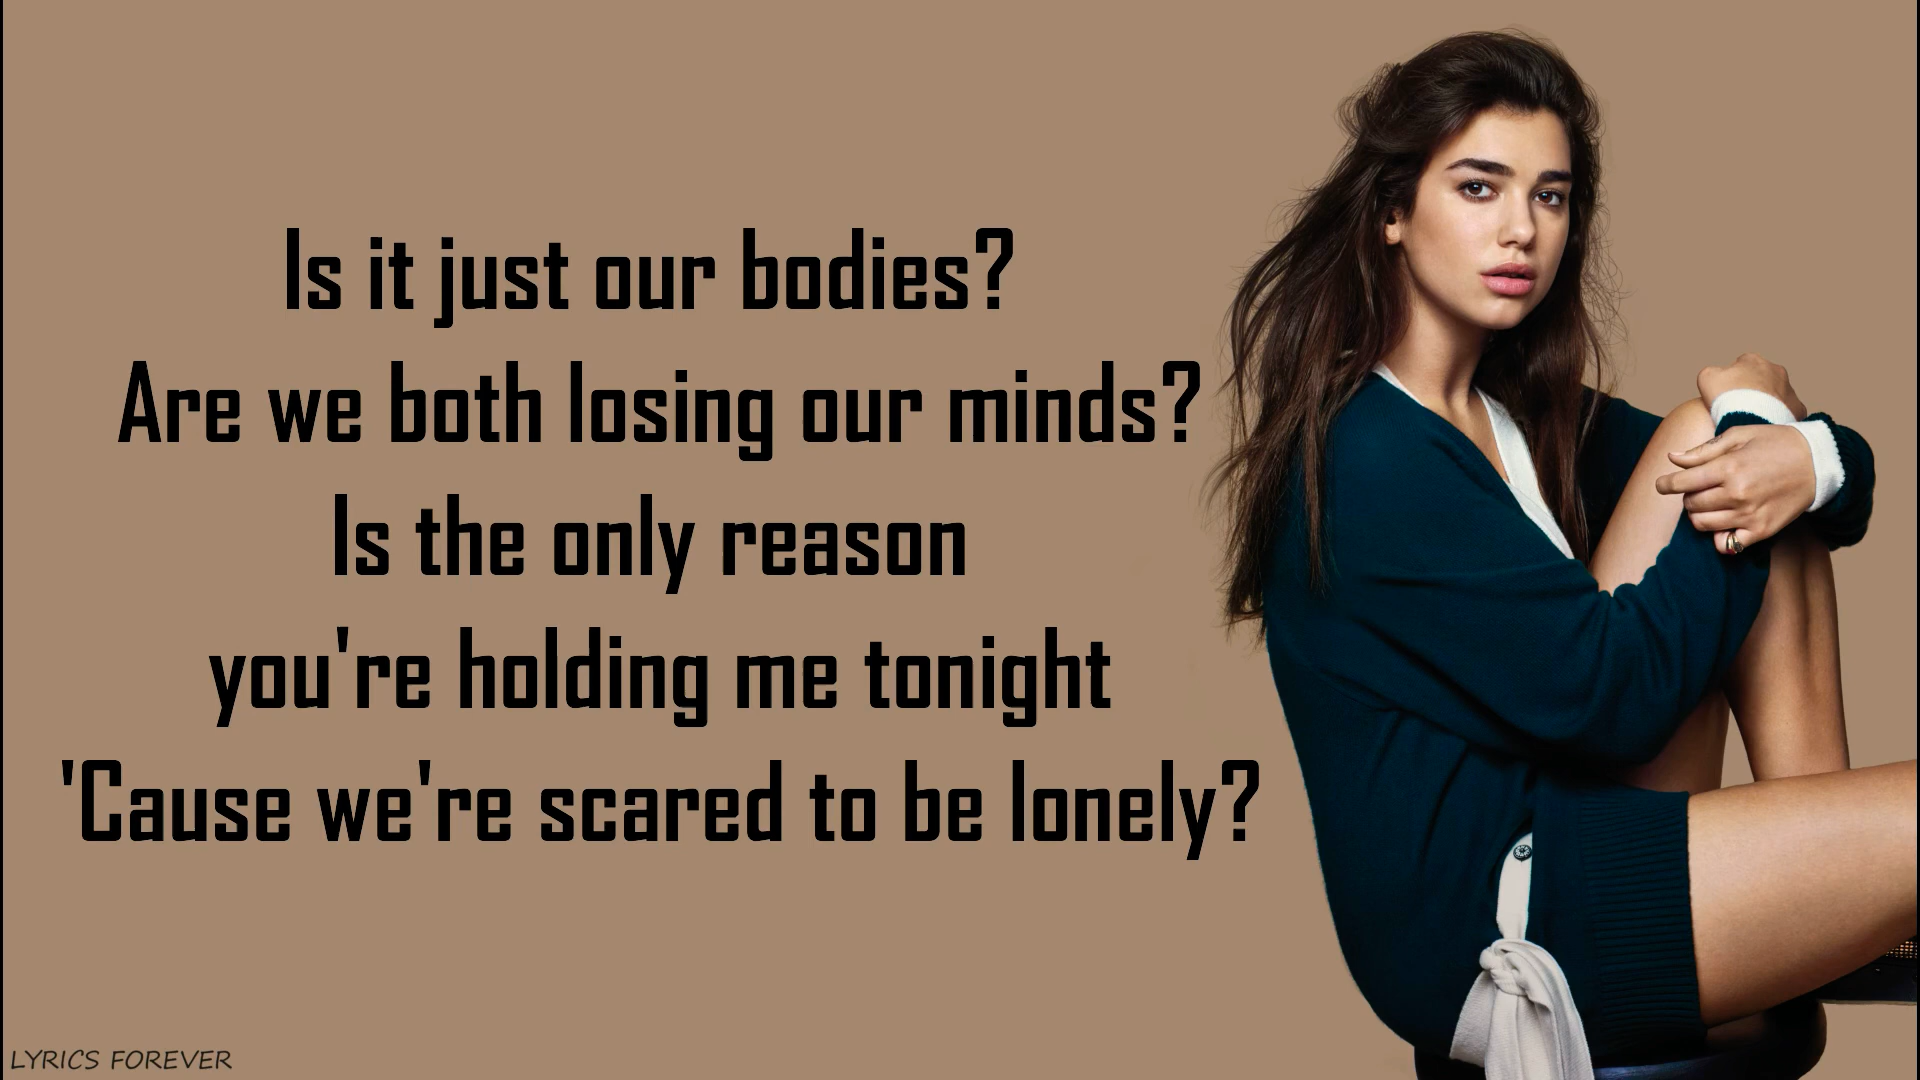 Is it just our bodies?
Are we both losing our minds?
Is the only reason
you're holding me tonight
'Cause we're scared to be lonely?
LYRICS FOREVER